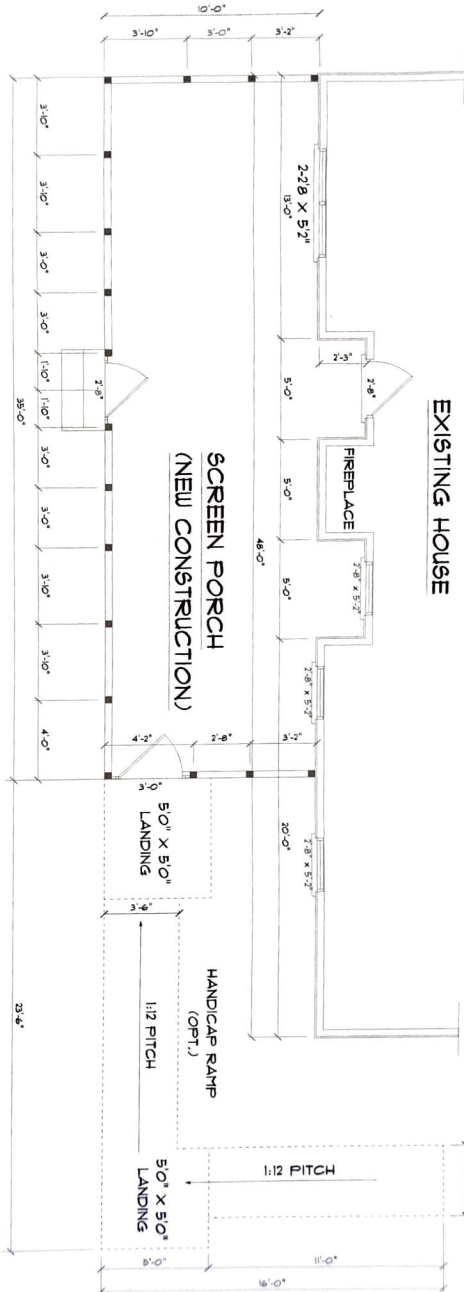 10'-0"
3'-10"
3'-0"
3'-2"
EXISTING HOUSE
2-2'8 X 5'2"
13'-0"
2'-3"
2'-8"
5'-0"
FIREPLACE
5'-0"
5'-0"
2'-8" x 5'-2"
2'-8" x 5'-2"
2'-8" x 5'-2"
20'-0"
48'-0"
SCREEN PORCH
(NEW CONSTRUCTION)
2'-8"
3'-10"
3'-10"
3'-0"
3'-0"
1'-10"
1'-10"
3'-0"
3'-0"
3'-10"
3'-10"
4'-0"
35'-0"
4'-2"
2'-8"
3'-2"
3'-0"
5'0" X 5'0"
LANDING
3'-6"
HANDICAP RAMP
(OPT.)
1:12 PITCH
23'-6"
5'0" X 5'0"
LANDING
1:12 PITCH
5'-0"
11'-0"
16'-0"